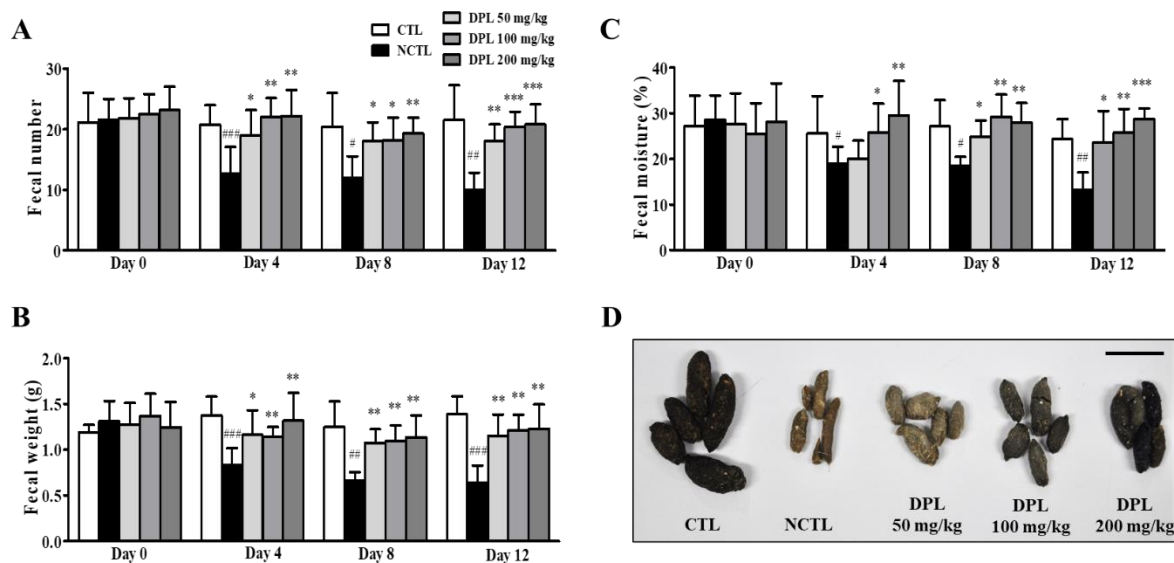 A
CTL
NCTL
DPL 50 mg/kg
DPL 100 mg/kg
DPL 200 mg/kg
Fecal number
30
20
10
0
###
*
**
**
#
*
*
**
##
**
***
***
Day 0
Day 4
Day 8
Day 12
B
Fecal weight (g)
2.0
1.5
1.0
0.5
0.0
###
*
**
**
##
**
**
**
###
**
**
**
Day 0
Day 4
Day 8
Day 12
C
Fecal moisture (%)
40
30
20
10
0
#
*
**
#
*
**
**
##
*
**
***
Day 0
Day 4
Day 8
Day 12
D
CTL
NCTL
DPL
50 mg/kg
DPL
100 mg/kg
DPL
200 mg/kg